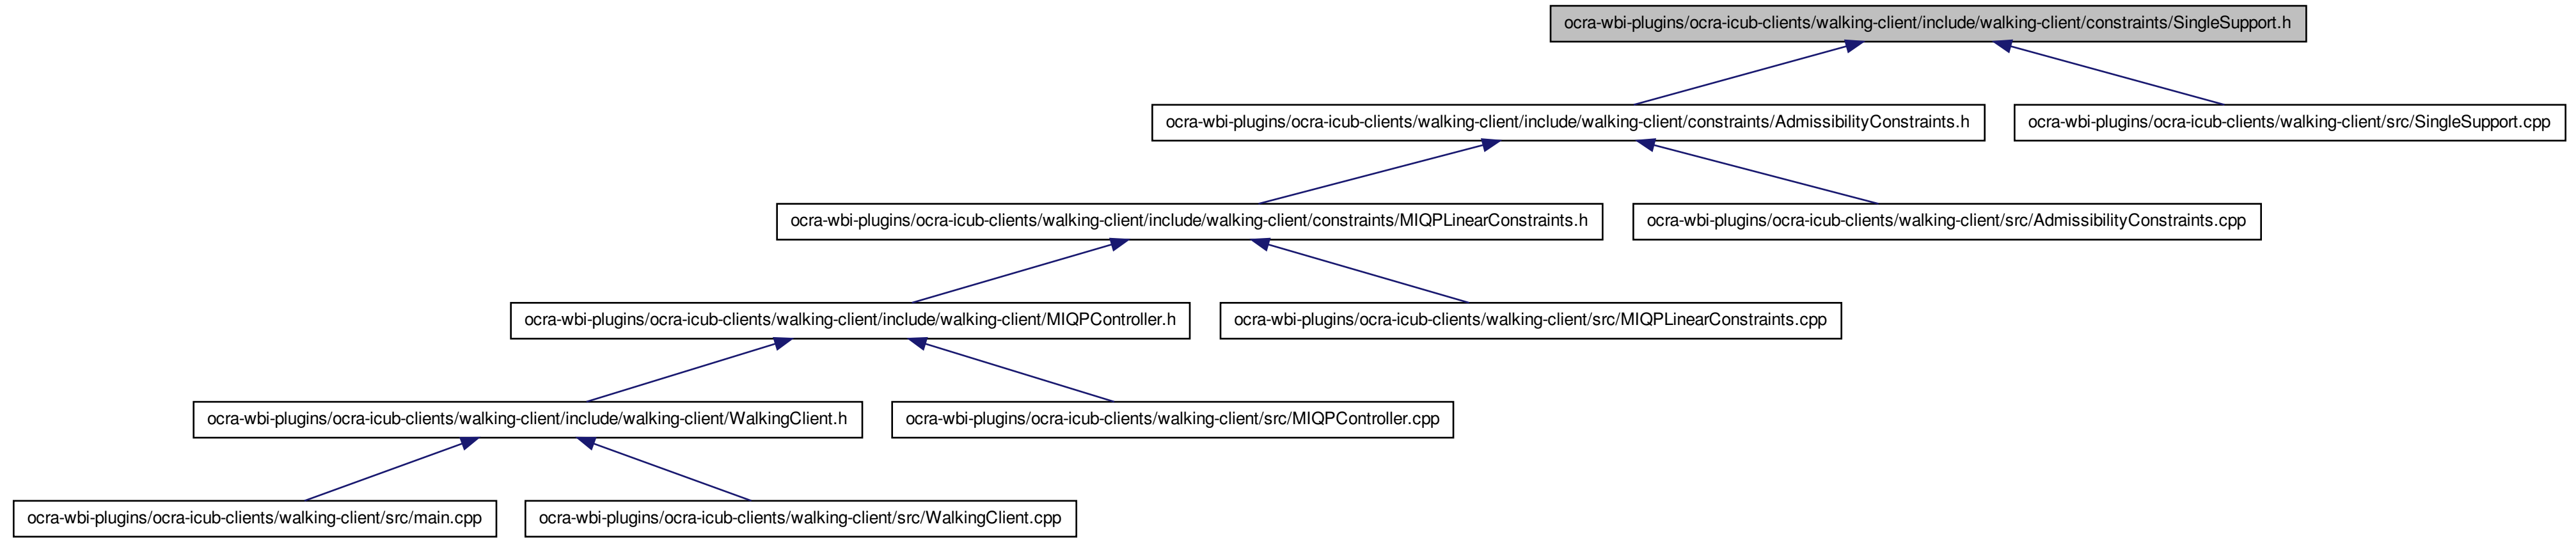 ocra-wbi-plugins/ocra-icub-clients/walking-client/include/walking-client/constraints/SingleSupport.h
ocra-wbi-plugins/ocra-icub-clients/walking-client/include/walking-client/constraints/AdmissibilityConstraints.h
ocra-wbi-plugins/ocra-icub-clients/walking-client/src/SingleSupport.cpp
ocra-wbi-plugins/ocra-icub-clients/walking-client/include/walking-client/constraints/MIQPLinearConstraints.h
ocra-wbi-plugins/ocra-icub-clients/walking-client/src/AdmissibilityConstraints.cpp
ocra-wbi-plugins/ocra-icub-clients/walking-client/include/walking-client/MIQPController.h
ocra-wbi-plugins/ocra-icub-clients/walking-client/src/MIQPLinearConstraints.cpp
ocra-wbi-plugins/ocra-icub-clients/walking-client/include/walking-client/WalkingClient.h
ocra-wbi-plugins/ocra-icub-clients/walking-client/src/MIQPController.cpp
ocra-wbi-plugins/ocra-icub-clients/walking-client/src/main.cpp
ocra-wbi-plugins/ocra-icub-clients/walking-client/src/WalkingClient.cpp